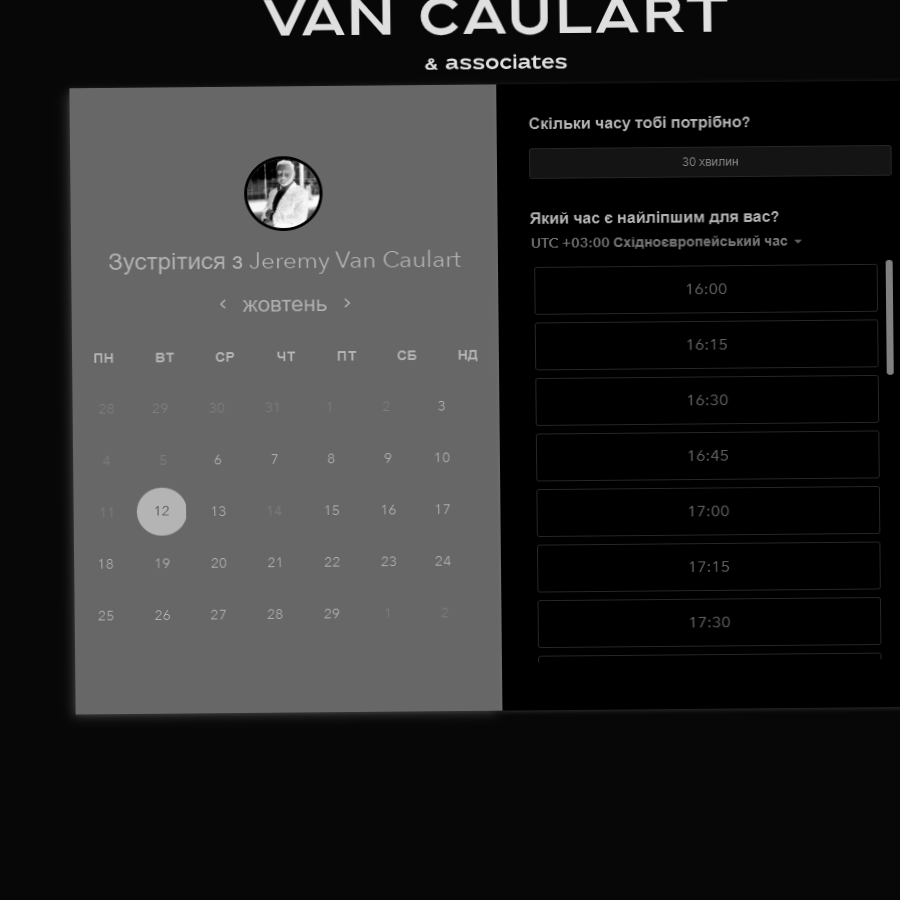 VAN CAULART
& associates
Зустрітися з Jeremy Van Caulart
жовтень
ПН ВТ СР ЧТ ПТ СБ НД
28 29 30 31 1 2 3
4 5 6 7 8 9 10
11 12 13 14 15 16 17
18 19 20 21 22 23 24
25 26 27 28 29 1 2
Скільки часу тобі потрібно?
30 хвилин
Який час є найліпшим для вас?
UTC +03:00 Східноєвропейський час
16:00
16:15
16:30
16:45
17:00
17:15
17:30